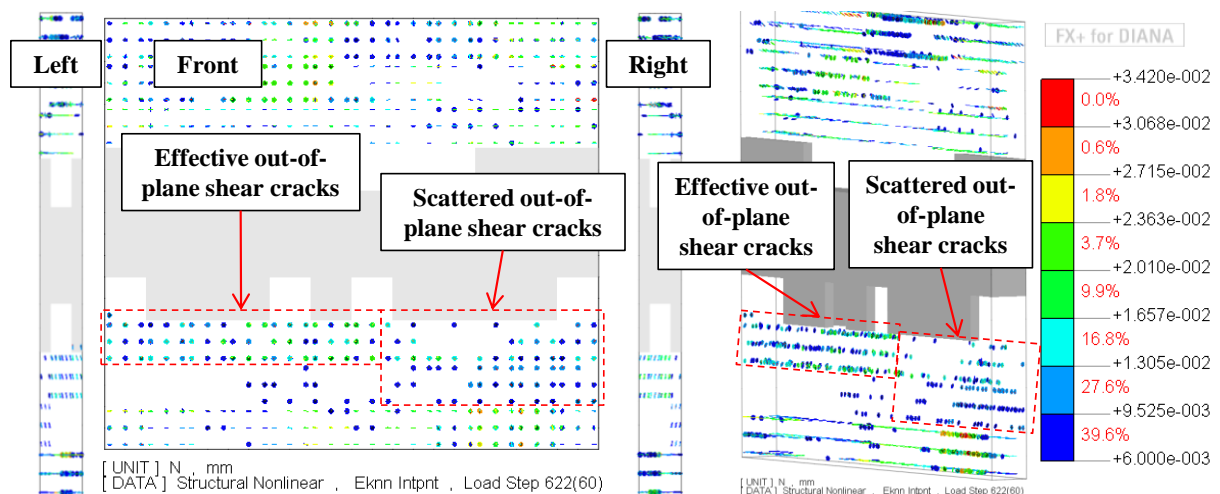 Left
Front
Right
Effective out-of-
plane shear cracks
Scattered out-of-
plane shear cracks
Effective out-
of-plane
shear cracks
Scattered out-
of-plane
shear cracks
[ UNIT ] N , mm
[ DATA ] Structural Nonlinear , Eknn Intpnt , Load Step 622(60)
[ UNIT ] N , mm
[ DATA ] Structural Nonlinear , Eknn Intpnt , Load Step 622(60)
FX+ for DIANA
+3.420e-002
0.0%
+3.068e-002
0.6%
+2.715e-002
1.8%
+2.363e-002
3.7%
+2.010e-002
9.9%
+1.657e-002
16.8%
+1.305e-002
27.6%
+9.525e-003
39.6%
+6.000e-003